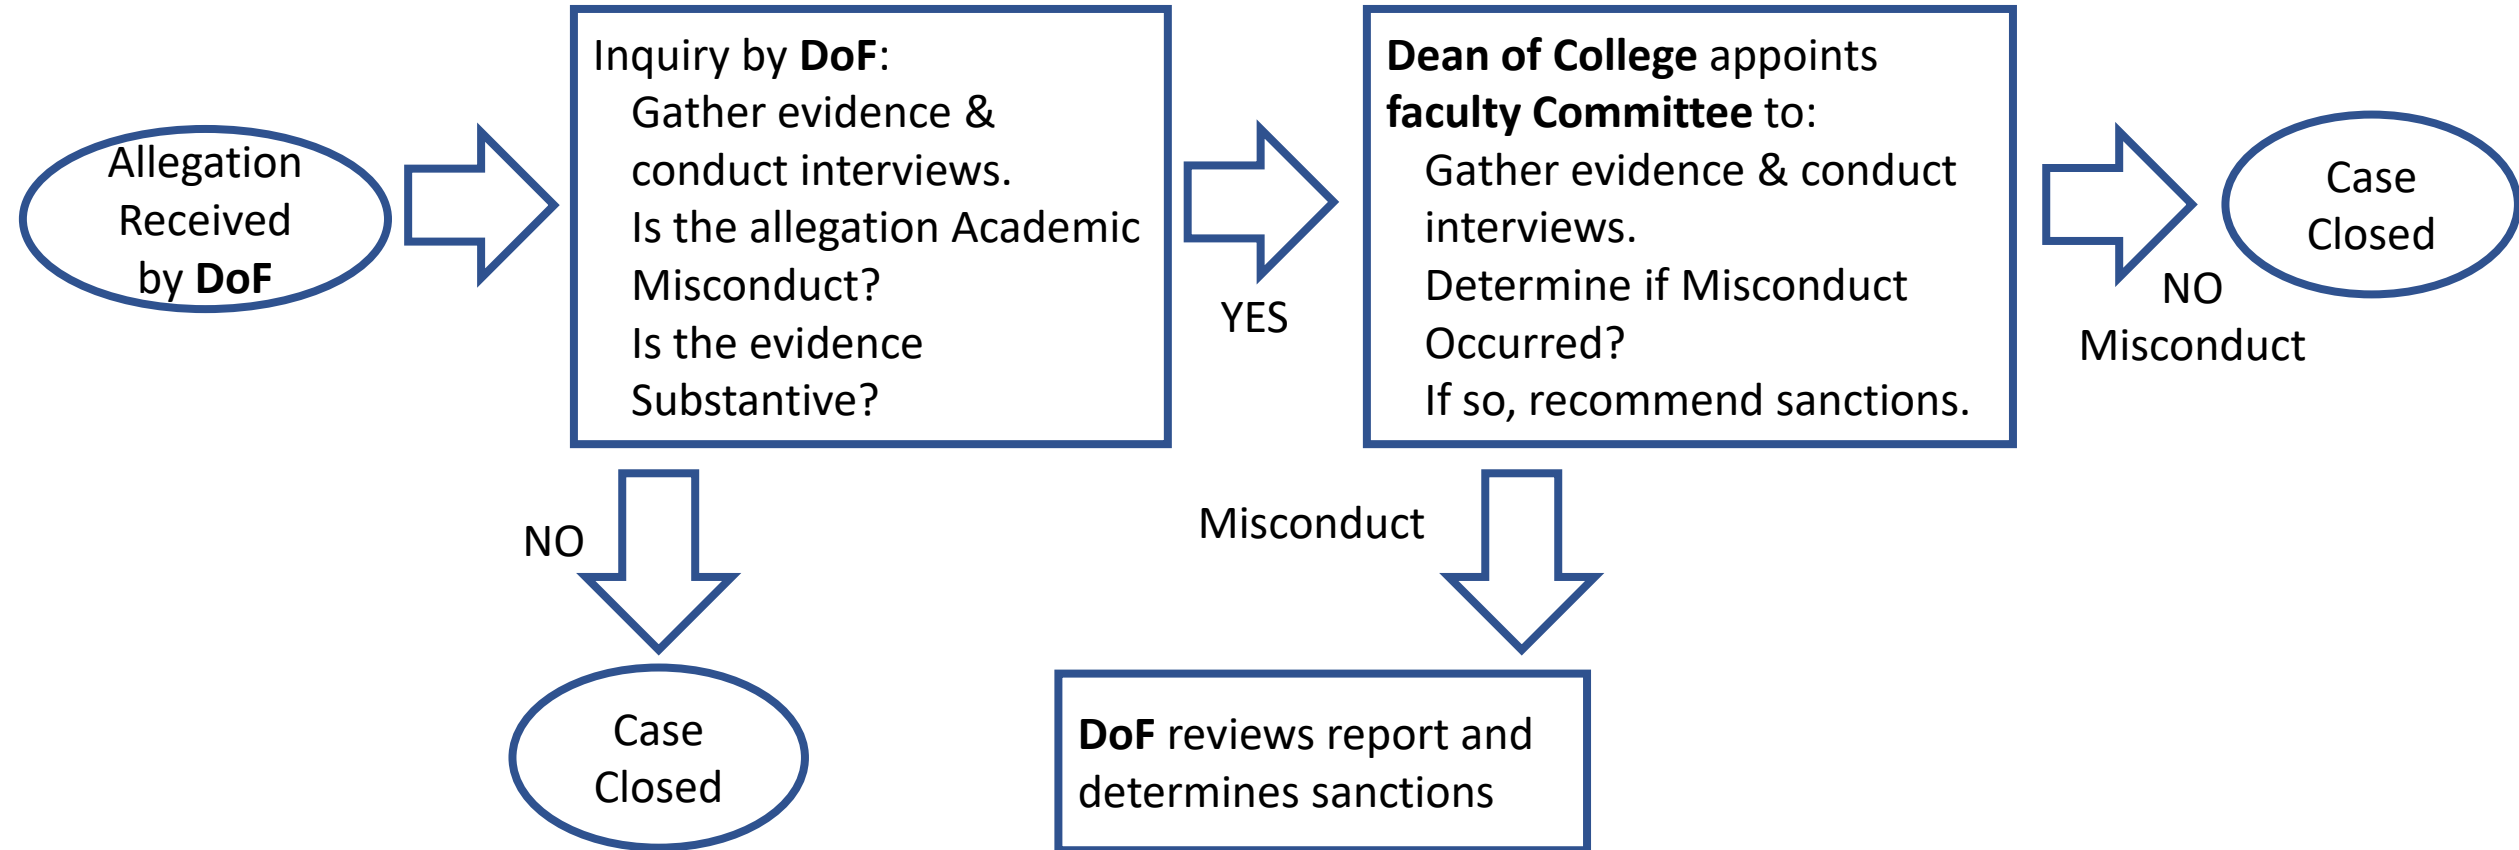 Allegation
Received
by DoF
Inquiry by DoF:
Gather evidence &
conduct interviews.
Is the allegation Academic
Misconduct?
Is the evidence
Substantive?
YES
Dean of College appoints
faculty Committee to:
Gather evidence & conduct
interviews.
Determine if Misconduct
Occurred?
If so, recommend sanctions.
NO
Misconduct
Case
Closed
NO
Case
Closed
Misconduct
DoF reviews report and
determines sanctions